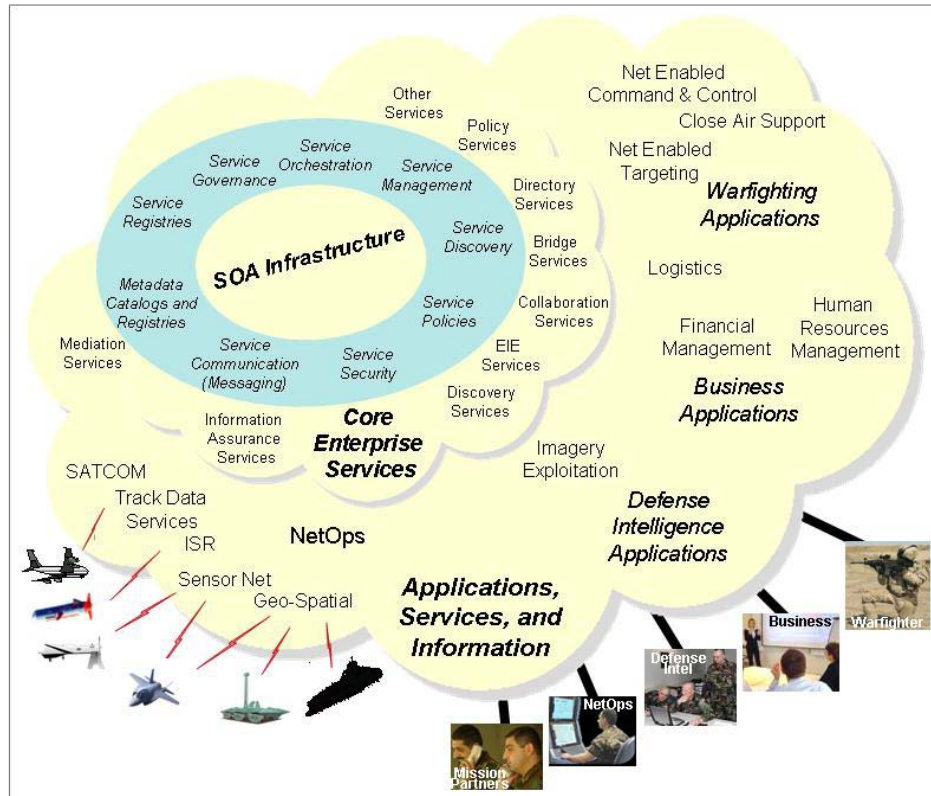 Other
Services
Policy
Services
Directory
Services
Bridge
Services
Collaboration
Services
EIE
Services
Discovery
Services
Core
Enterprise
Services
Information
Assurance
Services
Mediation
Services
Service
Orchestration
Service
Governance
Service
Management
Service
Registries
Service
Discovery
SOA Infrastructure
Metadata
Catalogs and
Registries
Service
Policies
Service
Communication
(Messaging)
Service
Security
Net Enabled
Command & Control
Close Air Support
Net Enabled
Targeting
Warfighting
Applications
Logistics
Human
Resources
Management
Financial
Management
Business
Applications
Imagery
Exploitation
Defense
Intelligence
Applications
SATCOM
Track Data
Services
ISR
NetOps
Sensor Net
Geo-Spatial
Applications,
Services, and
Information
Warfighter
Business
Defense
Intel
NetOps
Mission
Partners